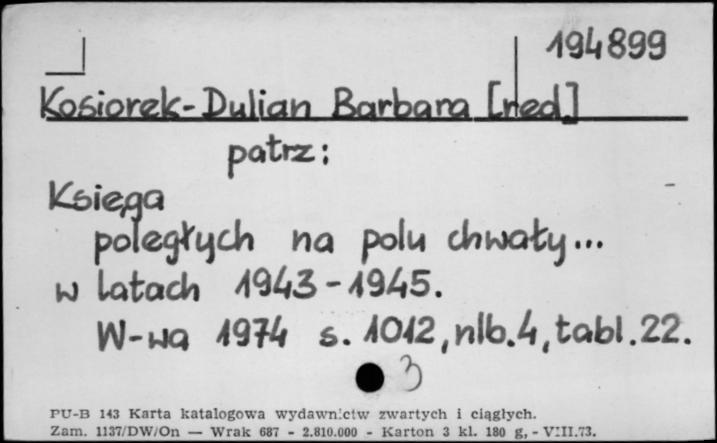 194899
Kosiorek-Dulian Barbara [red.]
patrz:
Księga
poległych na polu chwały...
w latach 1943-1945.
W-wa 1974 s. 1012, nlb.4, tabl.22.
3
PU-B 143 Karta katalogowa wydawnictw zwartych i ciągłych.
Zam. 1137/DW/On — Wrak 687 - 2.810.000 - Karton 3 kl. 180 g, - VIII.73.